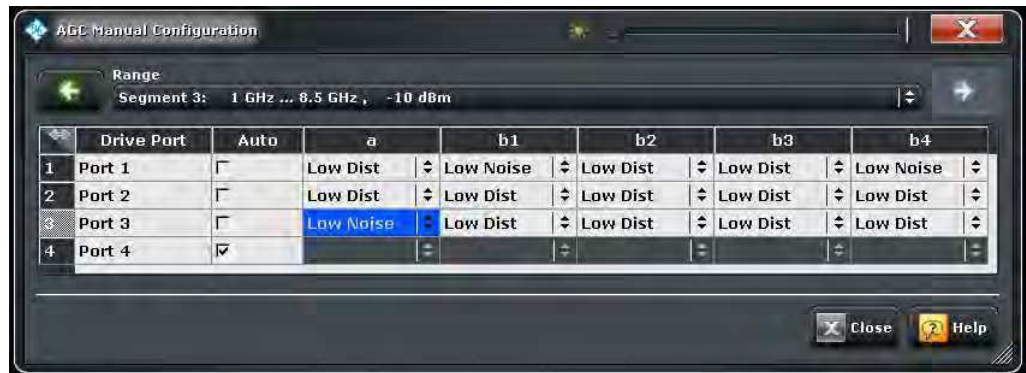 AGC Manual Configuration
Range
Segment 3: 1 GHz ... 8.5 GHz , -10 dBm
Drive Port Auto a b1 b2 b3 b4
1 Port 1 Low Dist Low Noise Low Dist Low Dist Low Noise
2 Port 2 Low Dist Low Dist Low Dist Low Dist Low Dist
3 Port 3 Low Noise Low Dist Low Dist Low Dist Low Dist
4 Port 4
Close Help